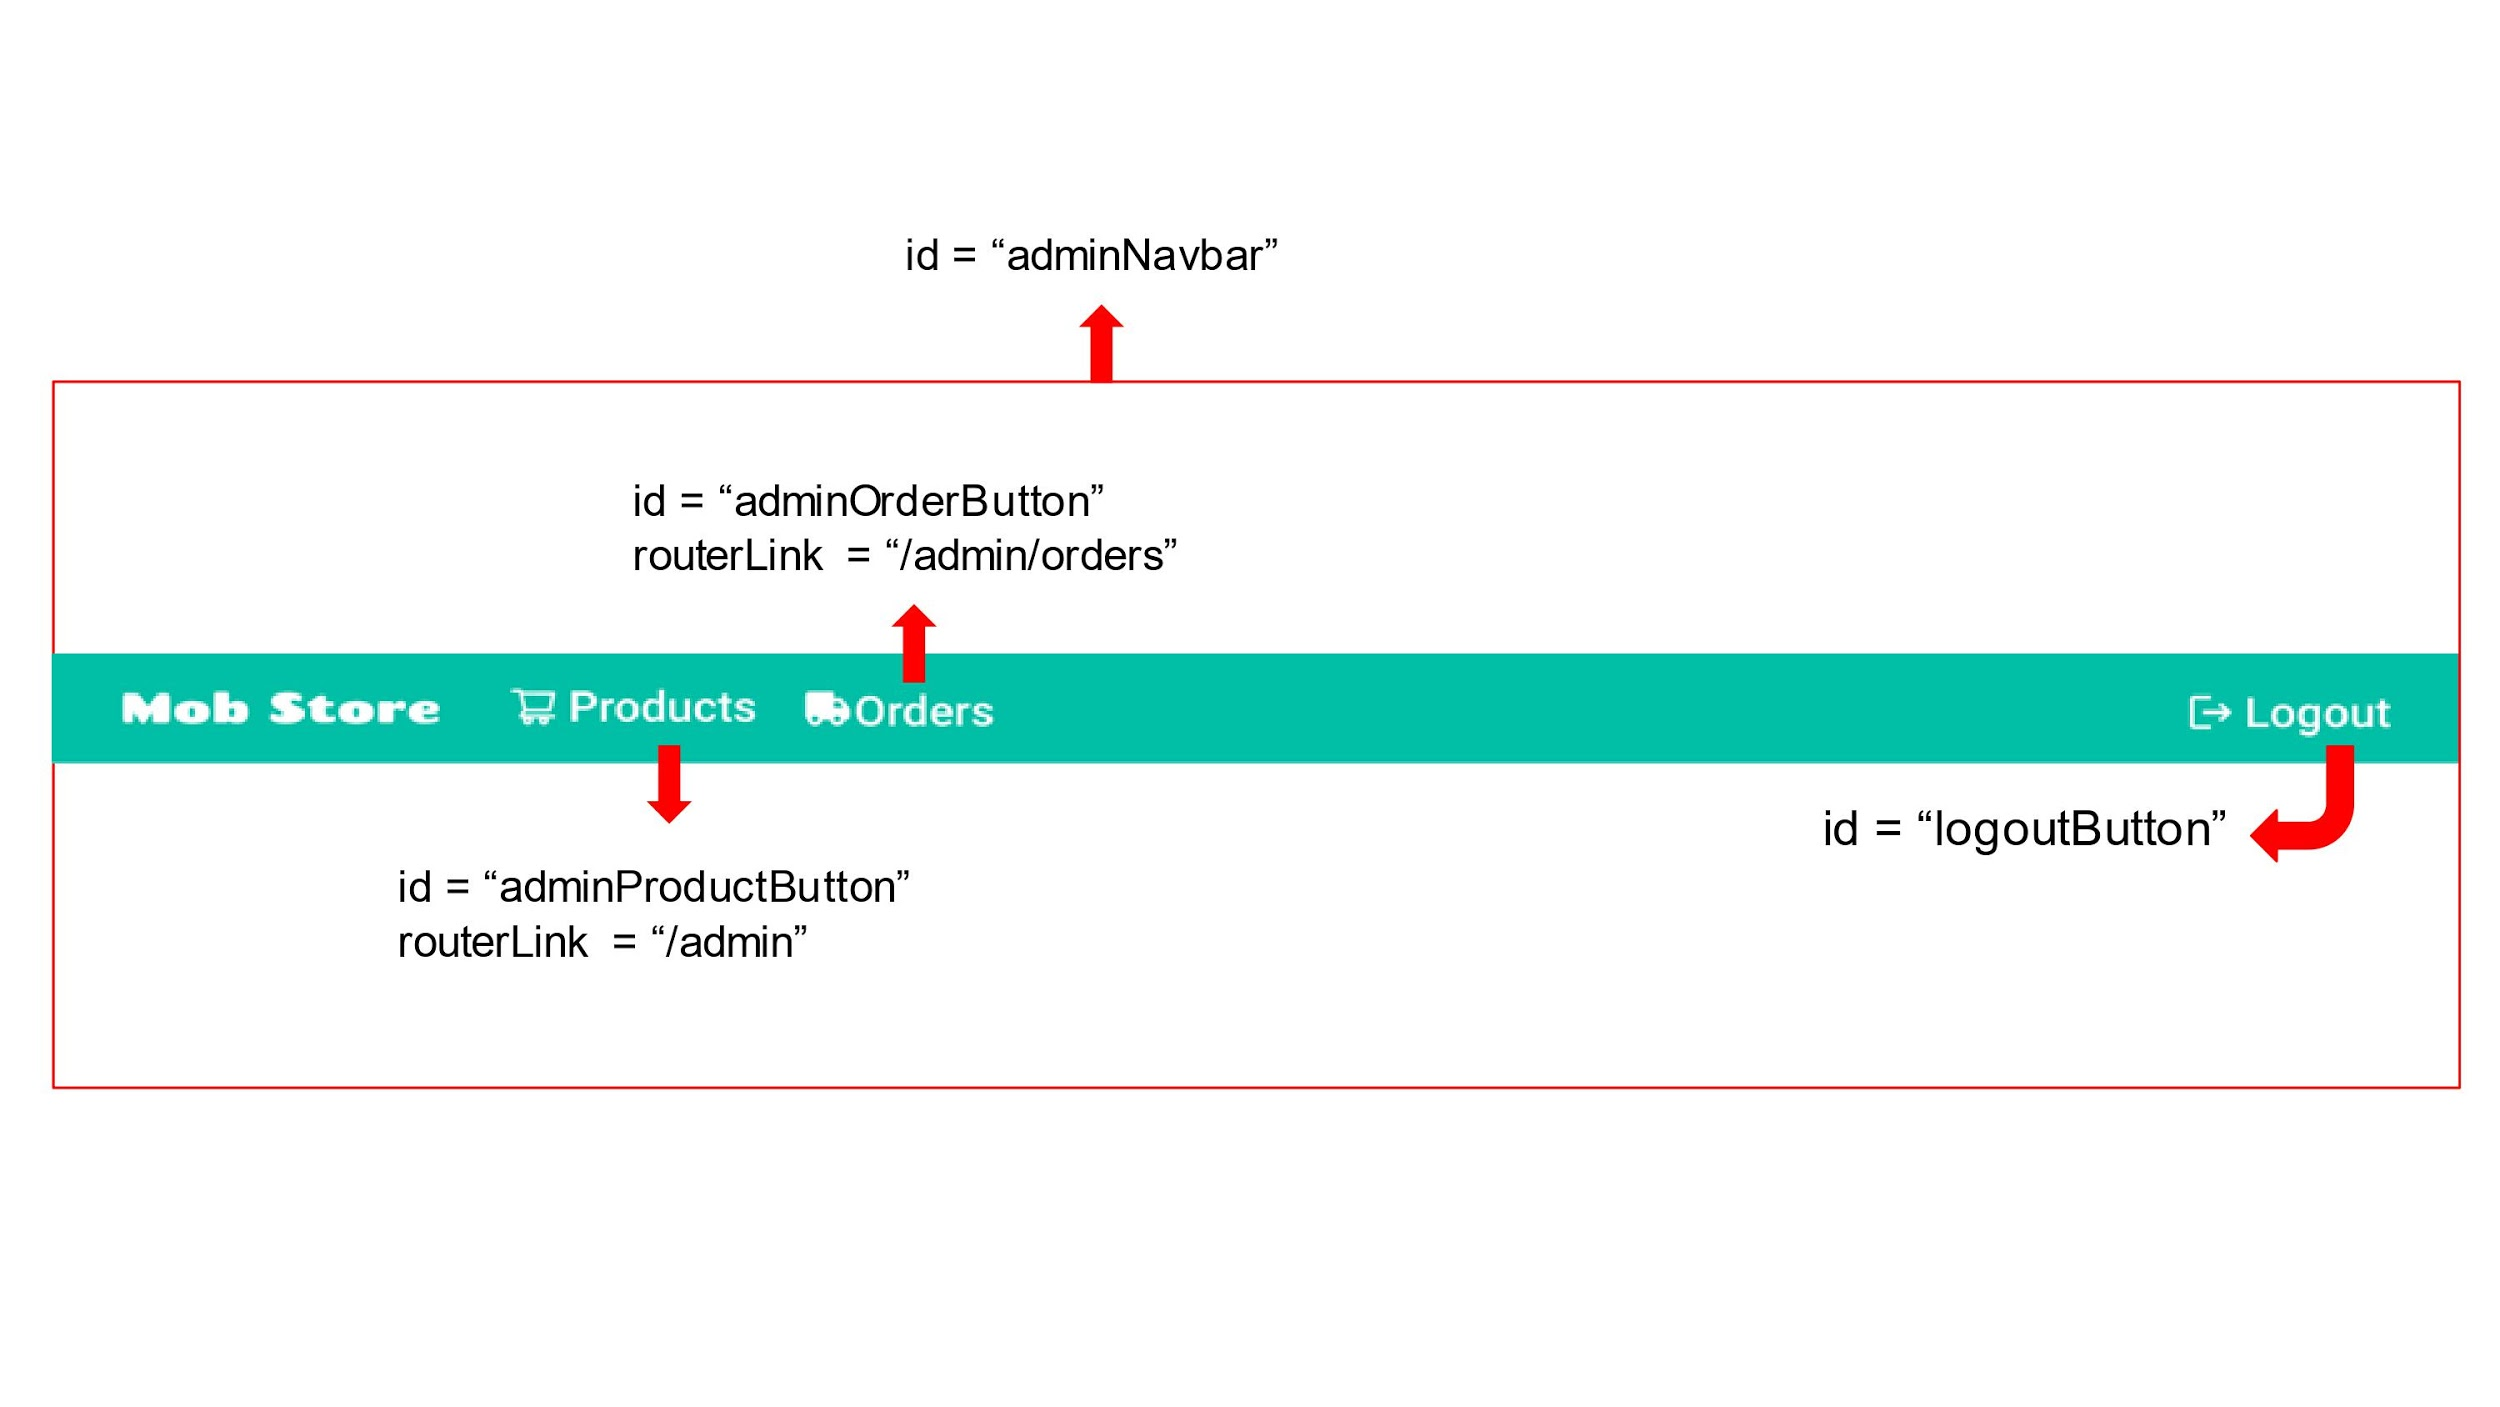 id = “adminNavbar”
id = “adminOrderButton”
routerLink  = “/admin/orders”
Mob Store Products Orders Logout
id = “logoutButton”
id = “adminProductButton”
routerLink  = “/admin”